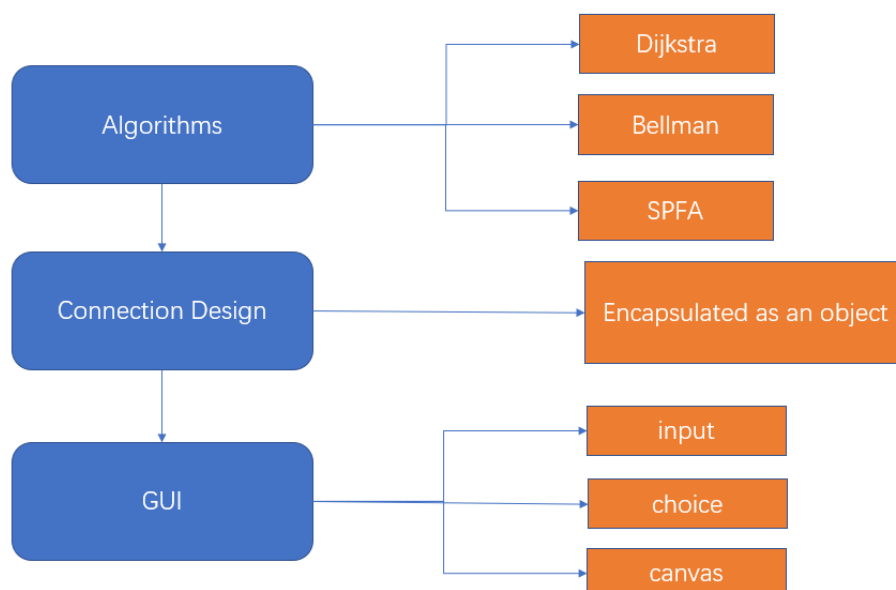 Algorithms
Dijkstra
Bellman
SPFA
Connection Design
Encapsulated as an object
GUI
input
choice
canvas